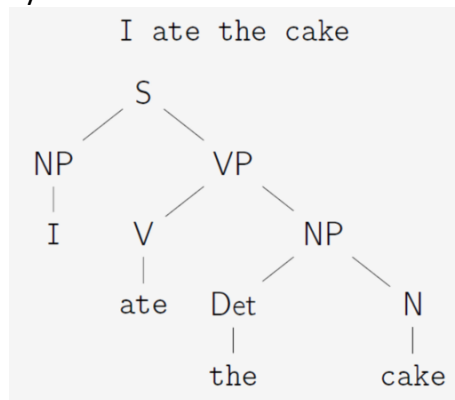 I ate the cake
S
NP VP
I V NP
ate Det N
the cake